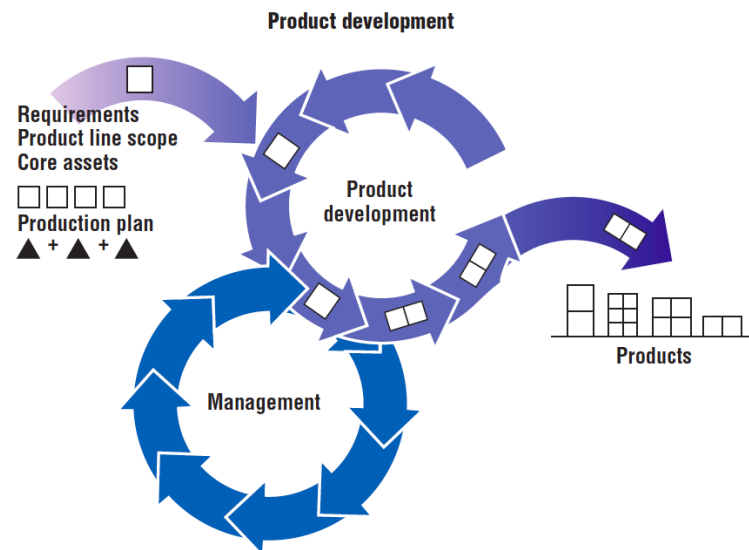 Product development
Requirements
Product line scope
Core assets
Production plan
+ +
Product
development
Management
Products